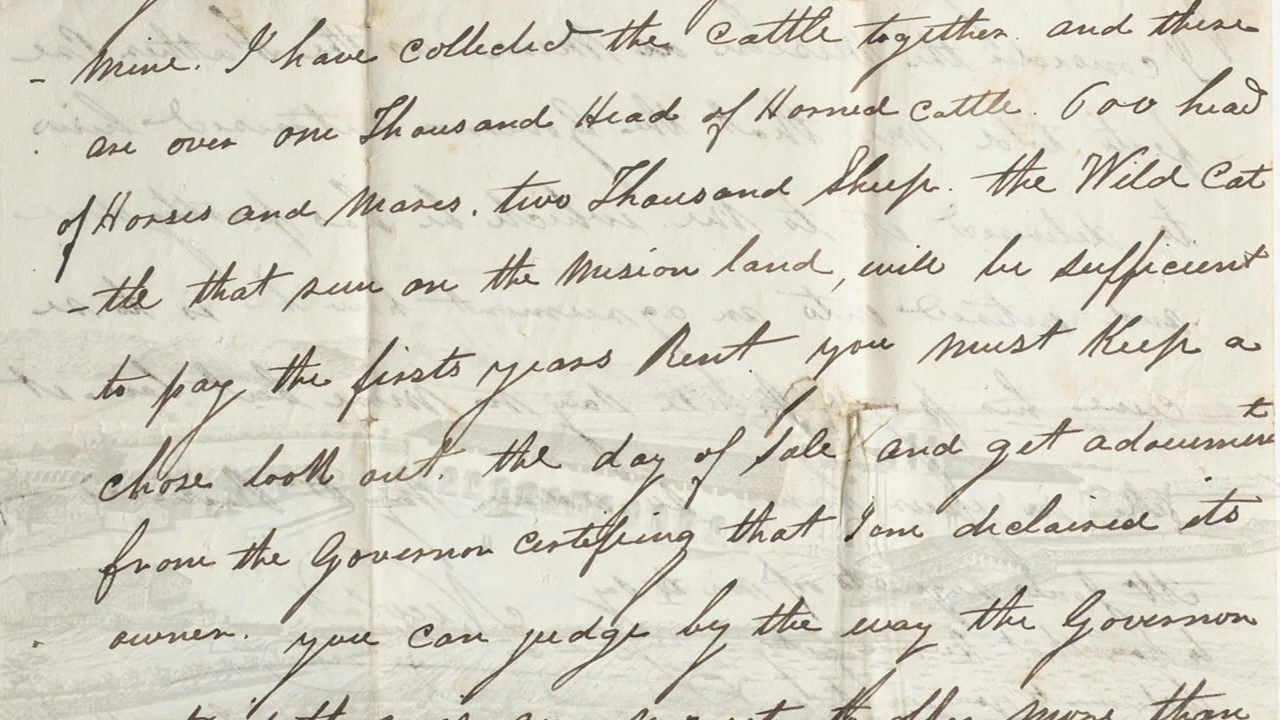 mine. I have collected the cattle together. and there
are over one Thousand Head of Horned cattle. 600 head
of Horses and Mares. two Thousand Sheep. the Wild Cat
-tle that run on the Mision land, will be sufficient
to pay the firsts years Rent. you must Keep a
chose look out. the day of Sale and get a document
from the Governor certifiing that I am declaired its
owner. you can judge by the way the Governor